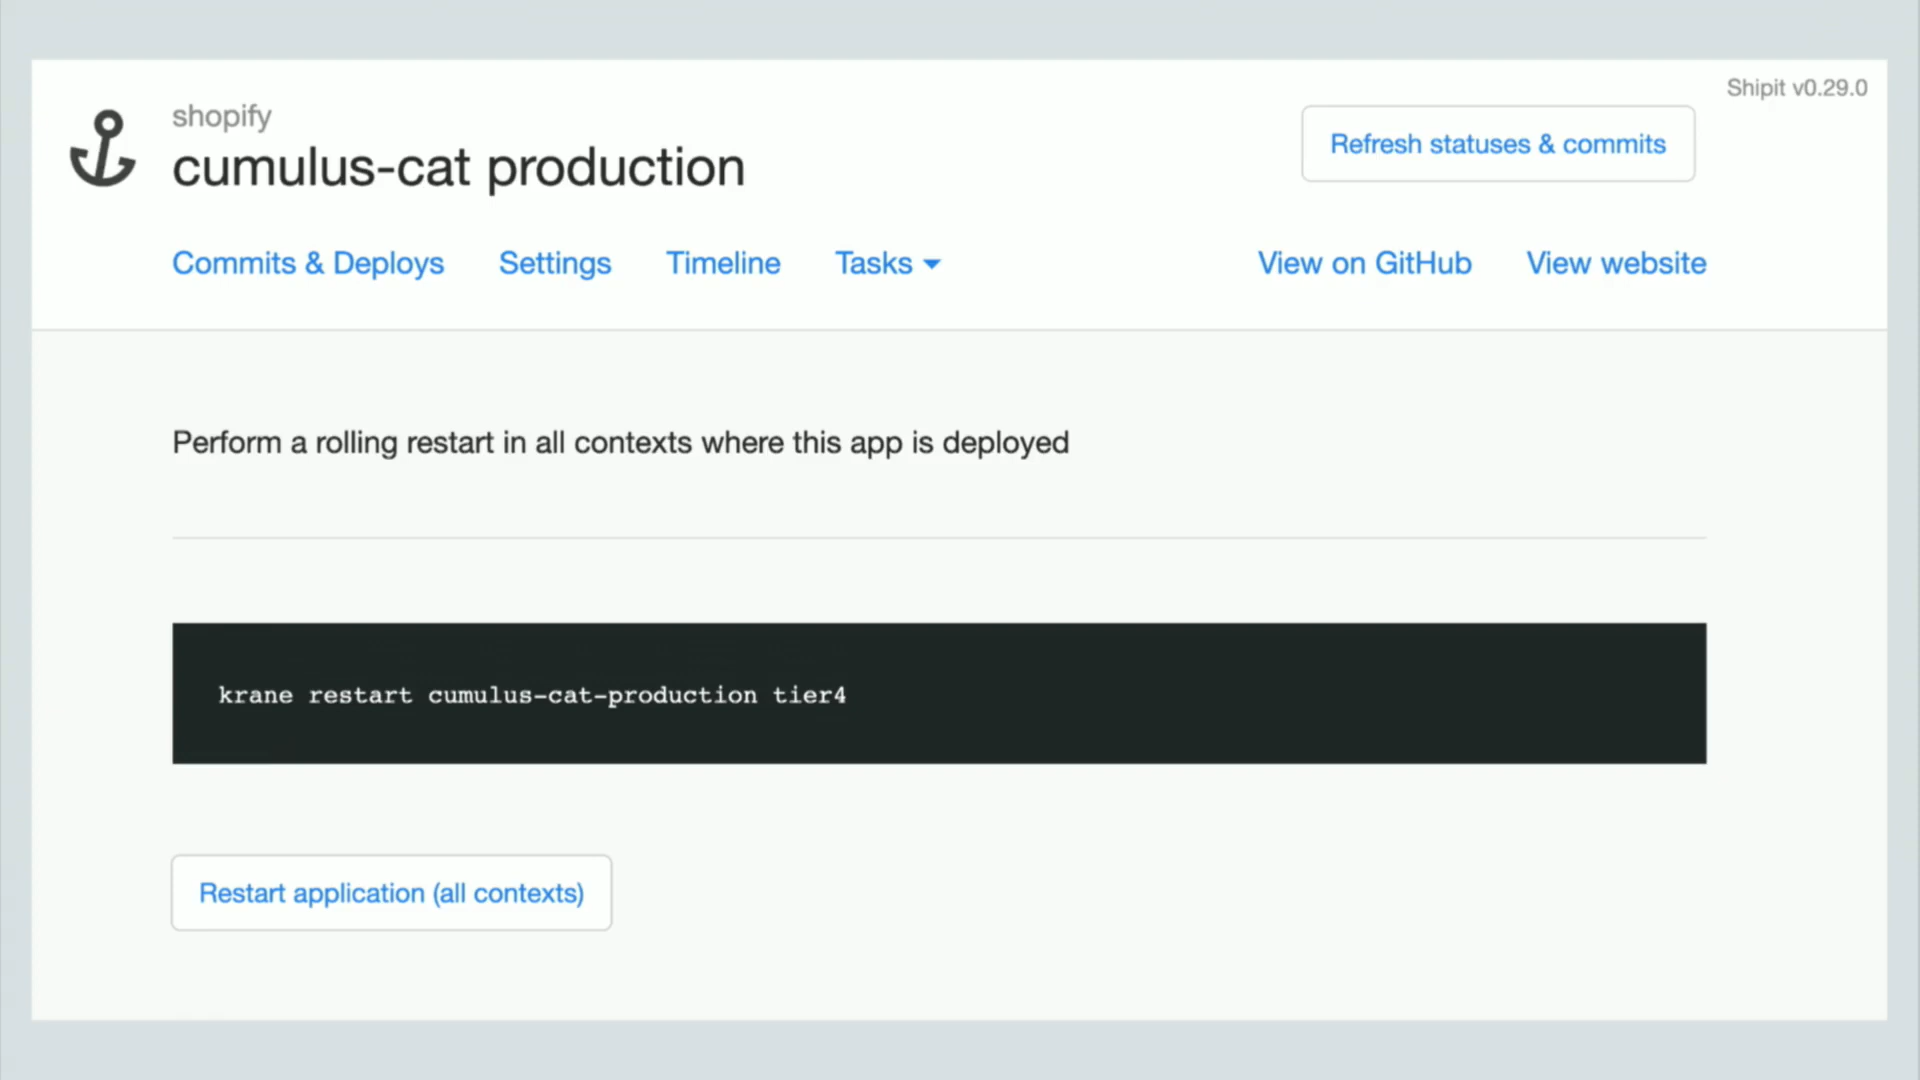 Shipit v0.29.0
shopify
cumulus-cat production
Refresh statuses & commits
Commits & Deploys Settings Timeline Tasks View on GitHub View website
Perform a rolling restart in all contexts where this app is deployed
krane restart cumulus-cat-production tier4
Restart application (all contexts)